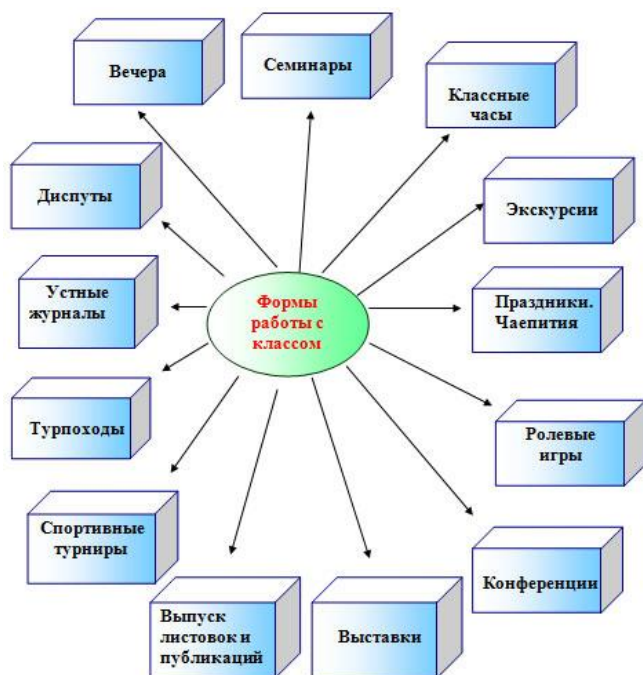 Вечера
Семинары
Классные
часы
Диспуты
Экскурсии
Устные
журналы
Формы
работы с
классом
Праздники.
Чаепития
Турпоходы
Ролевые
игры
Спортивные
турниры
Конференции
Выпуск
листовок и
публикаций
Выставки